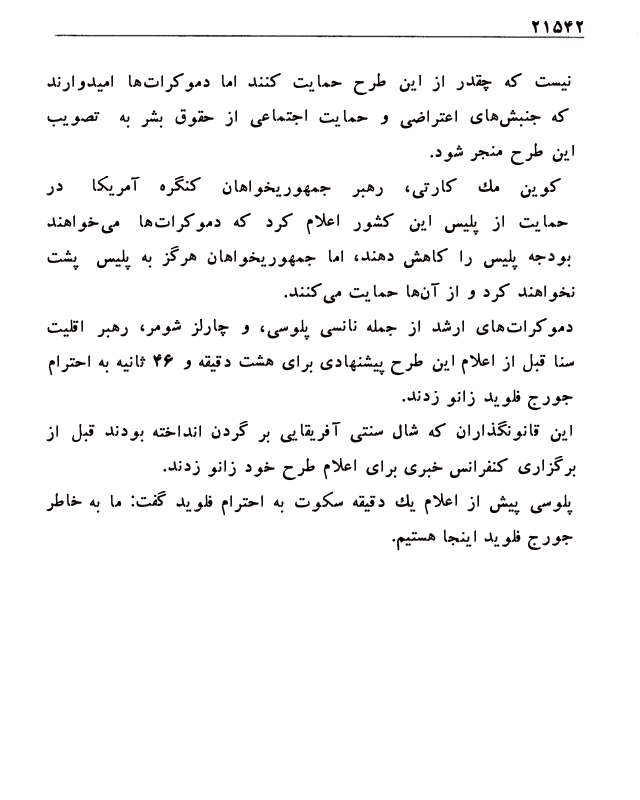 ۲۱۵۴۲
نیست که چقدر از این طرح حمایت کنند اما دموکرات‌ها امیدوارند
که جنبش‌های اعتراضی و حمایت اجتماعی از حقوق بشر به تصویب
این طرح منجر شود.
کوین مك کارتی، رهبر جمهوریخواهان کنگره آمریکا در
حمایت از پلیس این کشور اعلام کرد که دموکرات‌ها می‌خواهند
بودجه پلیس را کاهش دهند، اما جمهوریخواهان هرگز به پلیس پشت
نخواهند کرد و از آن‌ها حمایت می‌کنند.
دموکرات‌های ارشد از جمله نانسی پلوسی، و چارلز شومر، رهبر اقلیت
سنا قبل از اعلام این طرح پیشنهادی برای هشت دقیقه و ۴۶ ثانیه به احترام
جورج فلوید زانو زدند.
این قانونگذاران که شال سنتی آفریقایی بر گردن انداخته بودند قبل از
برگزاری کنفرانس خبری برای اعلام طرح خود زانو زدند.
پلوسی پیش از اعلام یك دقیقه سکوت به احترام فلوید گفت: ما به خاطر
جورج فلوید اینجا هستیم.